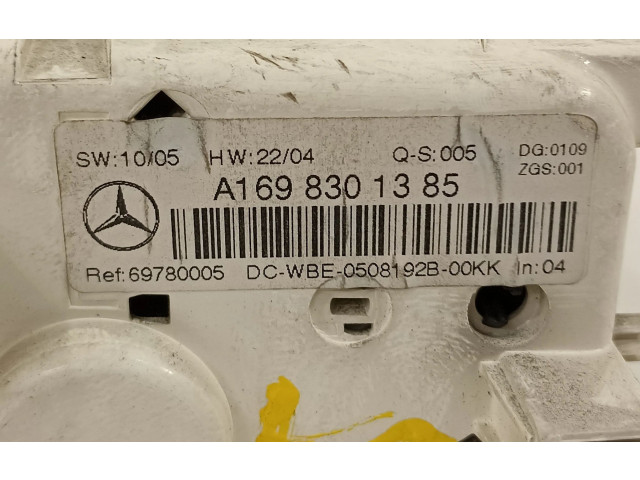 SW:10/05 HW:22/04 Q-S:005 DG:0109
ZGS:001
A169 830 13 85
Ref:69780005 DC-WBE-0508192B-00KK In:04